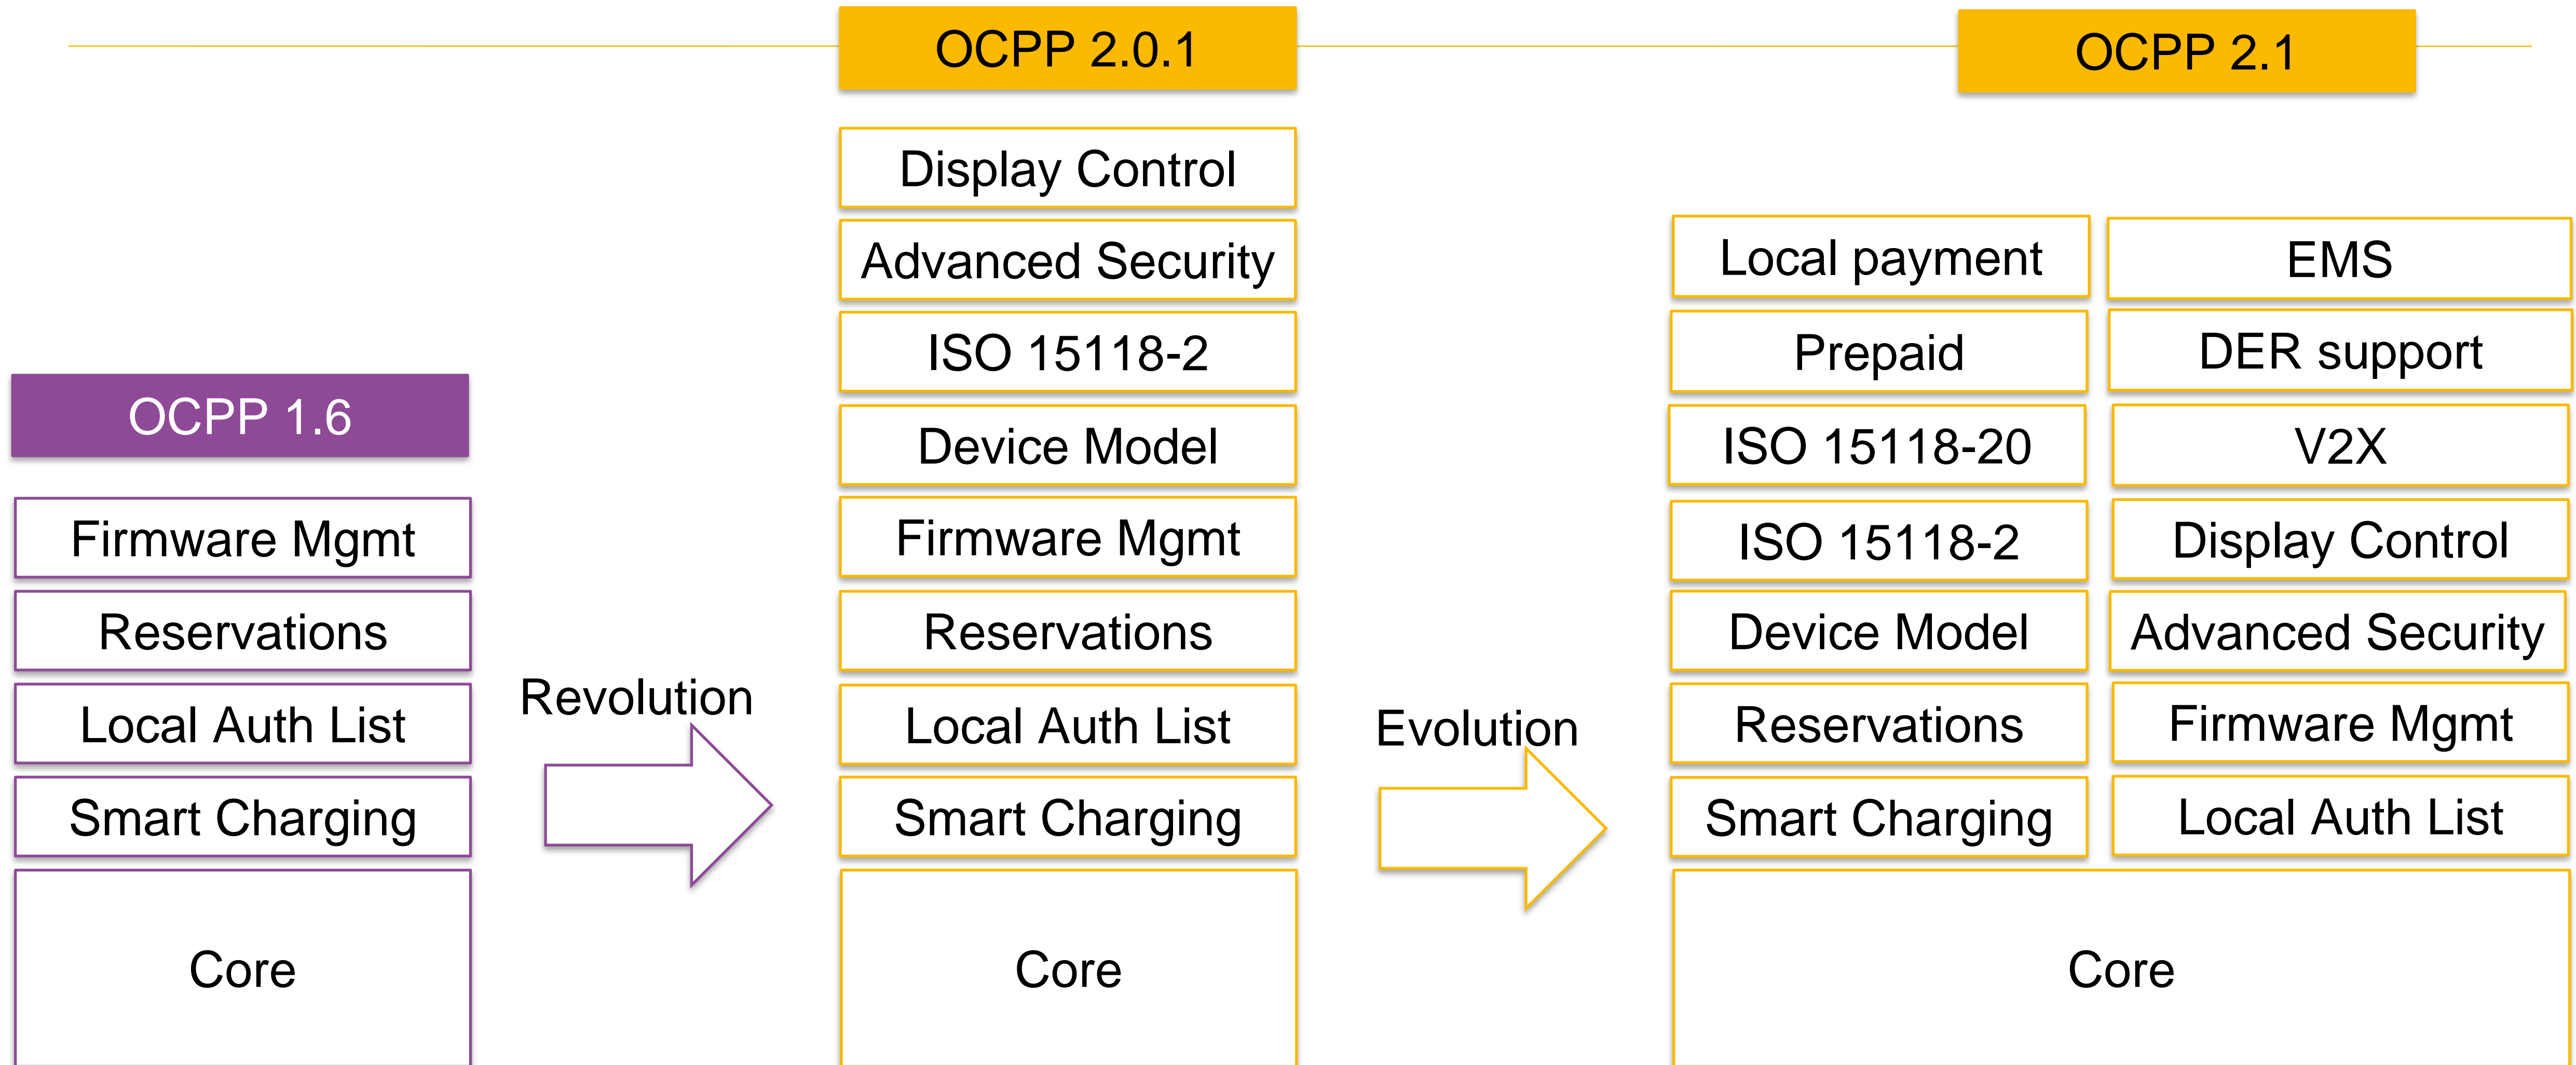 OCPP 2.0.1
OCPP 2.1
OCPP 1.6
Firmware Mgmt
Reservations
Local Auth List
Smart Charging
Core
Revolution
Display Control
Advanced Security
ISO 15118-2
Device Model
Firmware Mgmt
Reservations
Local Auth List
Smart Charging
Core
Evolution
Local payment
Prepaid
ISO 15118-20
ISO 15118-2
Device Model
Reservations
Smart Charging
EMS
DER support
V2X
Display Control
Advanced Security
Firmware Mgmt
Local Auth List
Core